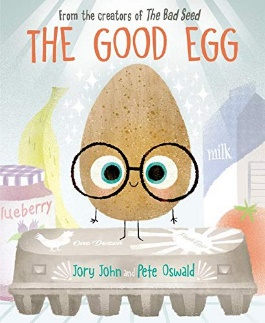 from the creators of The Bad Seed
THE GOOD EGG
milk
lueberry
Jory John and Pete Oswald